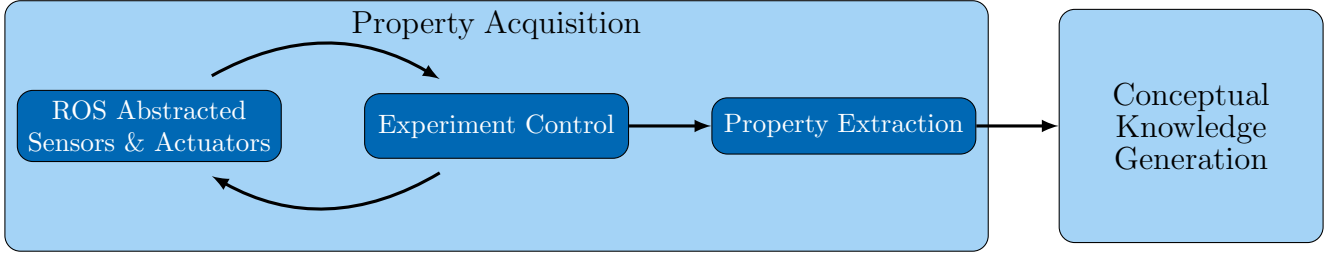 Property Acquisition
ROS Abstracted
Sensors & Actuators
Experiment Control
Property Extraction
Conceptual
Knowledge
Generation